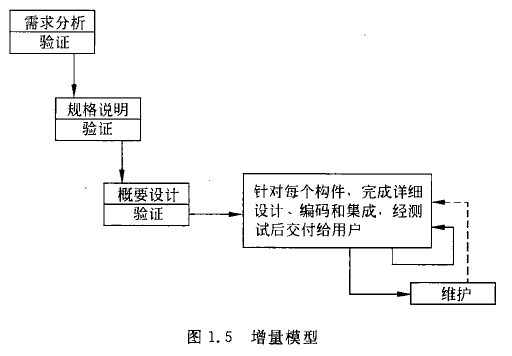 需求分析
验证
规格说明
验证
概要设计
验证
针对每个构件，完成详细
设计、编码和集成，经测
试后交付给用户
维护
图1.5 增量模型